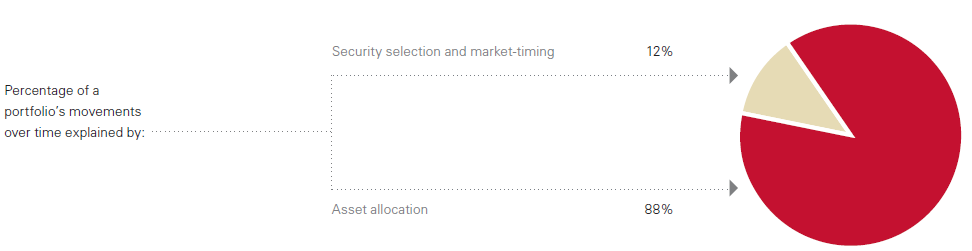 Security selection and market-timing 12%
Percentage of a
portfolio’s movements
over time explained by:
Asset allocation 88%